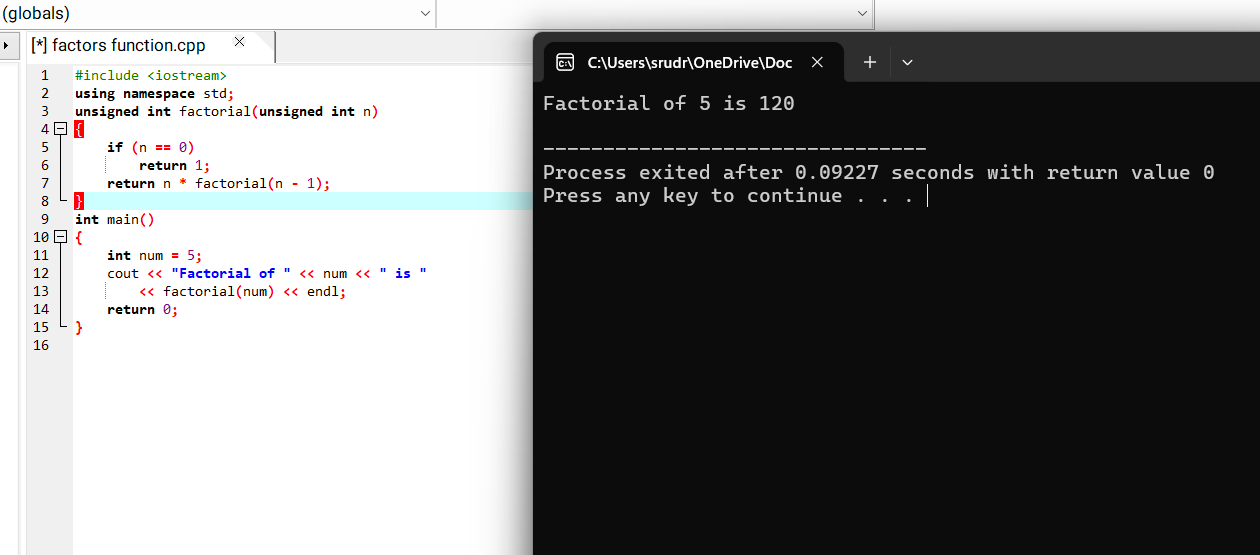 (globals)
[*] factors function.cpp
1 #include <iostream>
2 using namespace std;
3 unsigned int factorial(unsigned int n)
4 {
5 if (n == 0)
6 return 1;
7 return n * factorial(n - 1);
8 }
9 int main()
10 {
11 int num = 5;
12 cout << "Factorial of " << num << " is "
13 << factorial(num) << endl;
14 return 0;
15 }
16
C:\Users\srudr\OneDrive\Doc
Factorial of 5 is 120
--------------------------------
Process exited after 0.09227 seconds with return value 0
Press any key to continue . . .